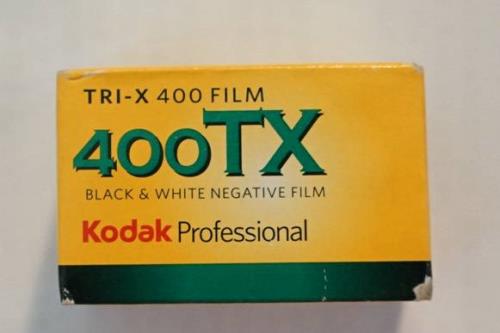 TRI-X 400 FILM
400TX
BLACK & WHITE NEGATIVE FILM
Kodak Professional